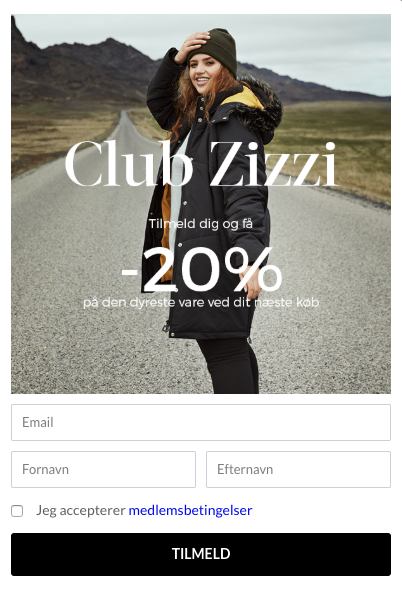 Club Zizzi
Tilmeld dig og få
-20%
på den dyreste vare ved dit næste køb
Email
Fornavn Efternavn
Jeg accepterer medlemsbetingelser
TILMELD